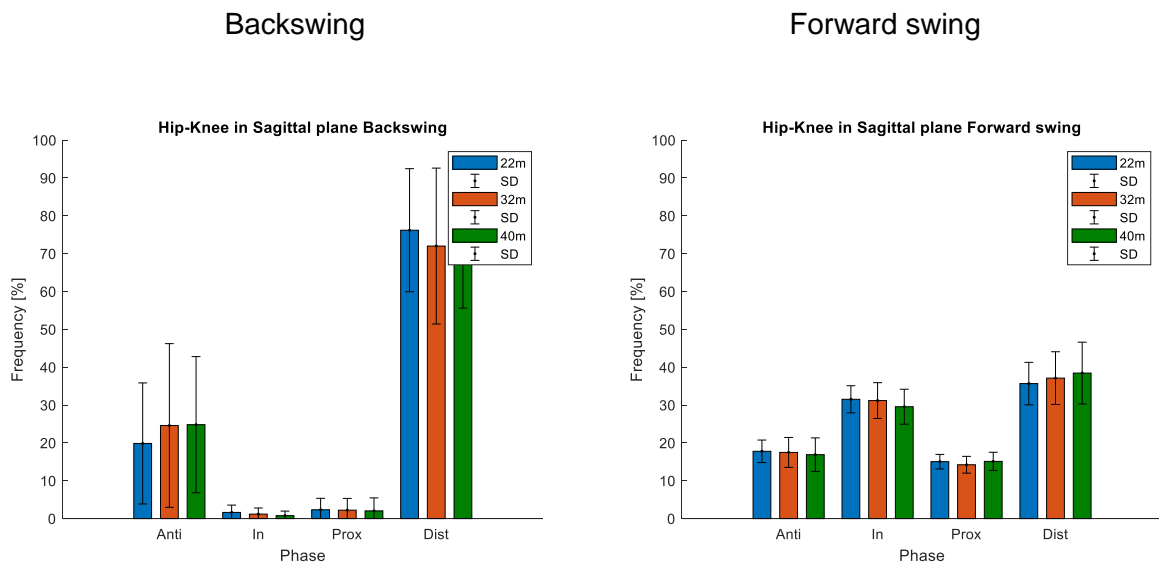 Backswing
Forward swing
Hip-Knee in Sagittal plane Backswing
100
90
80
70
60
50
40
30
20
10
0
Frequency [%]
22m
SD
32m
SD
40m
SD
Anti In Prox Dist
Phase
Hip-Knee in Sagittal plane Forward swing
100
90
80
70
60
50
40
30
20
10
0
Frequency [%]
22m
SD
32m
SD
40m
SD
Anti In Prox Dist
Phase